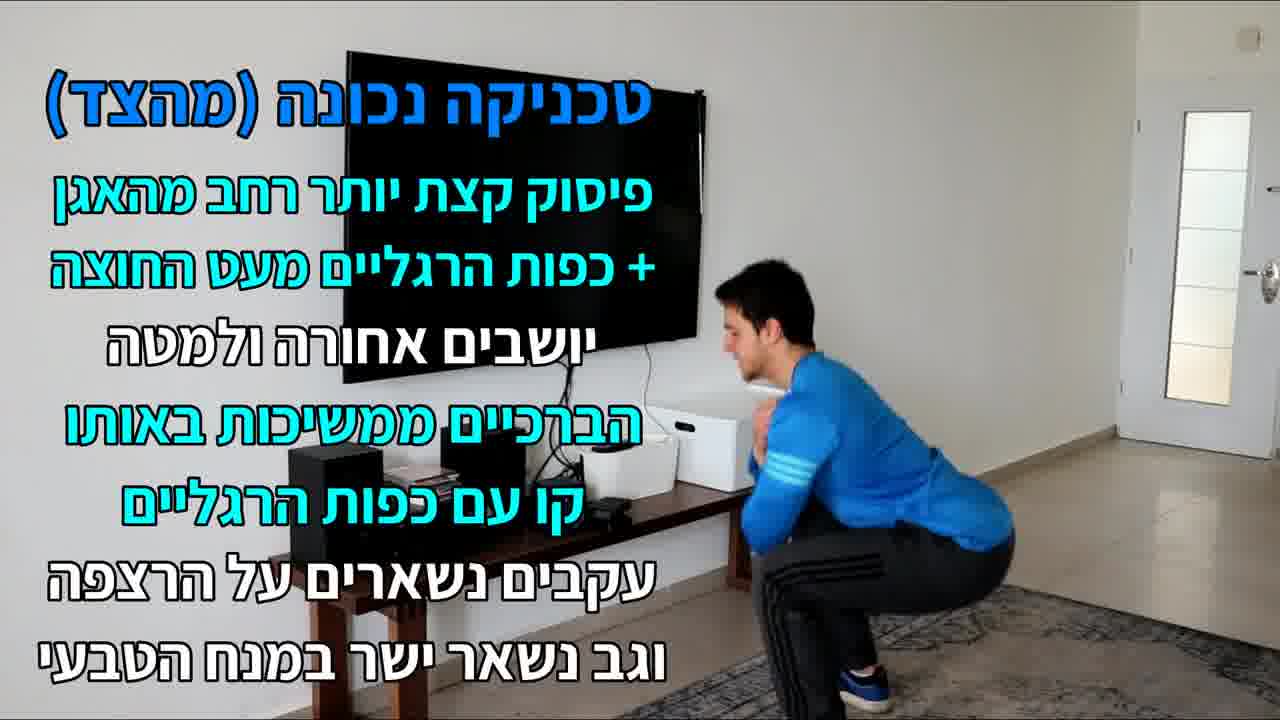 טכניקה נכונה (מהצד)
פיסוק קצת יותר רחב מהאגן
+ כפות הרגליים מעט החוצה
יושבים אחורה ולמטה
הברכיים ממשיכות באותו
קו עם כפות הרגליים
עקבים נשארים על הרצפה
וגב נשאר ישר במנח הטבעי